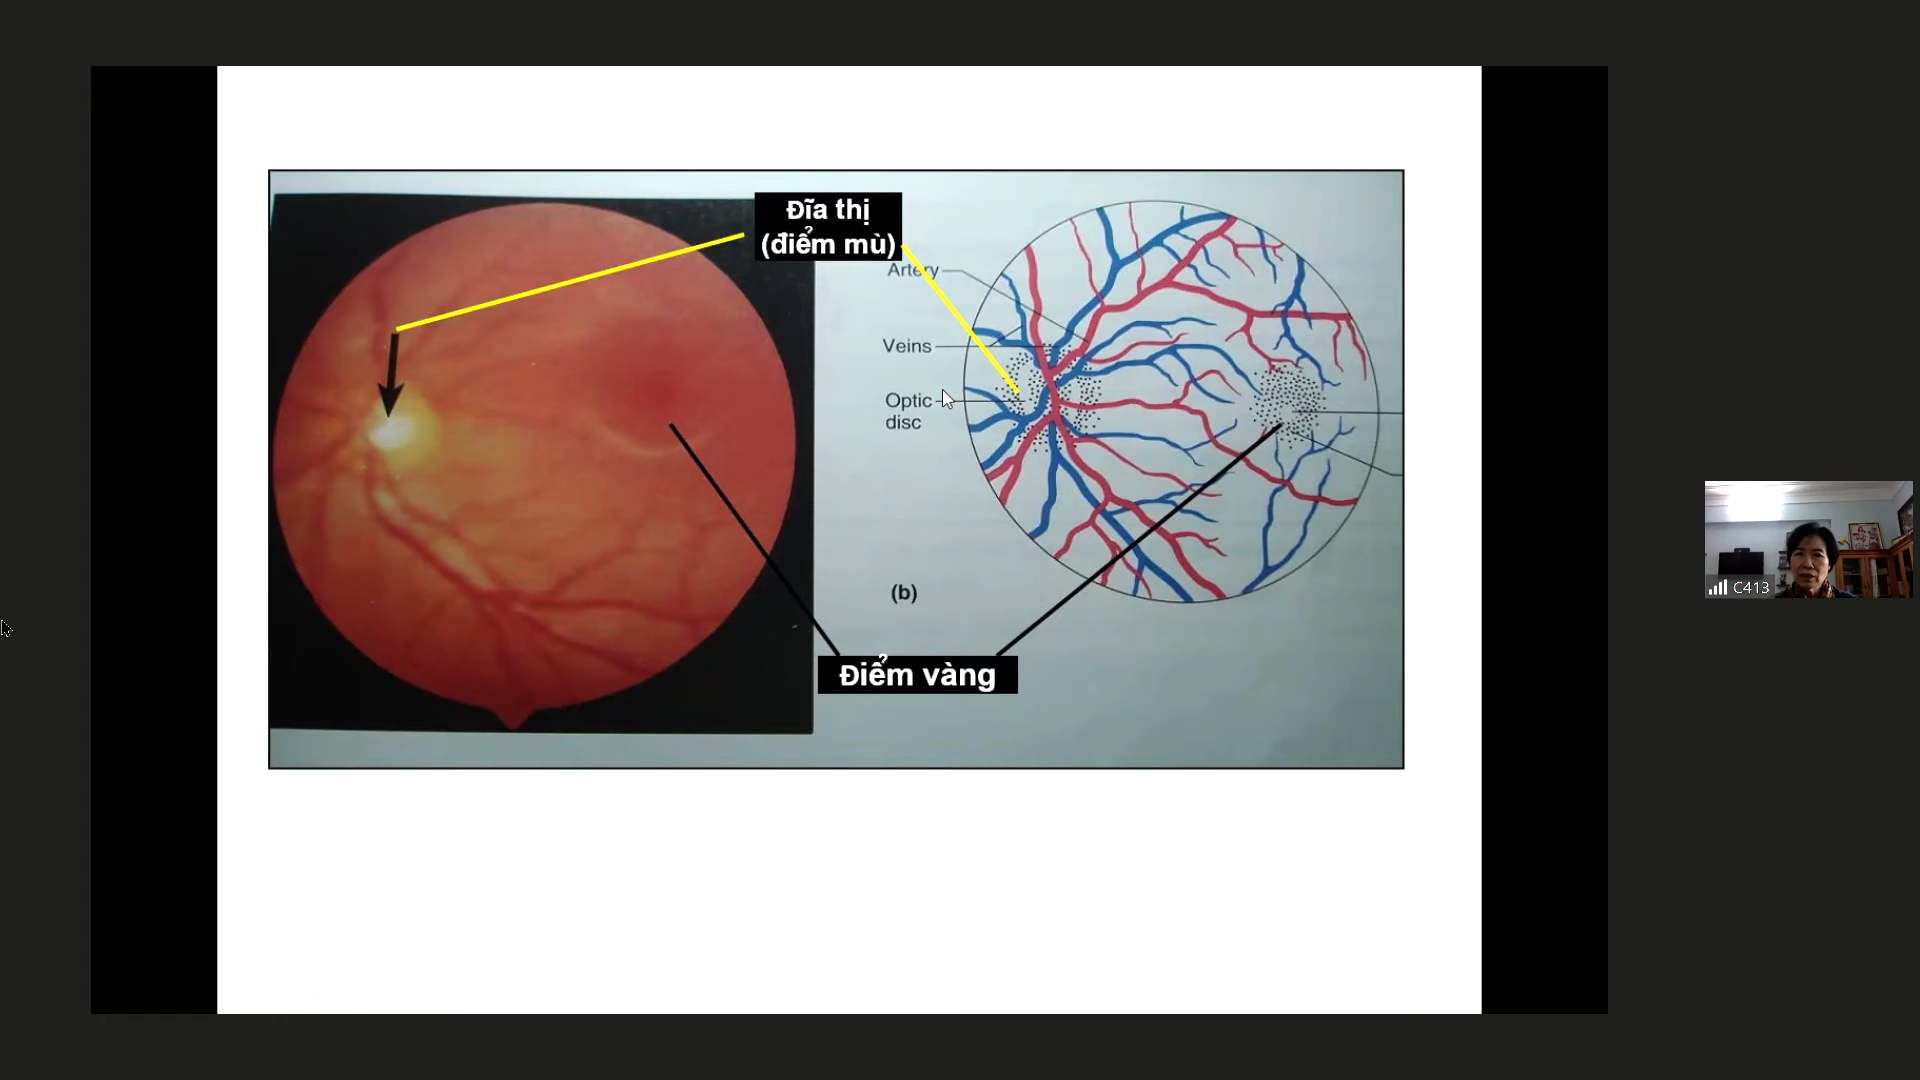 Đĩa thị
(điểm mù)
Artery
Veins
Optic
disc
(b)
Điểm vàng
C413